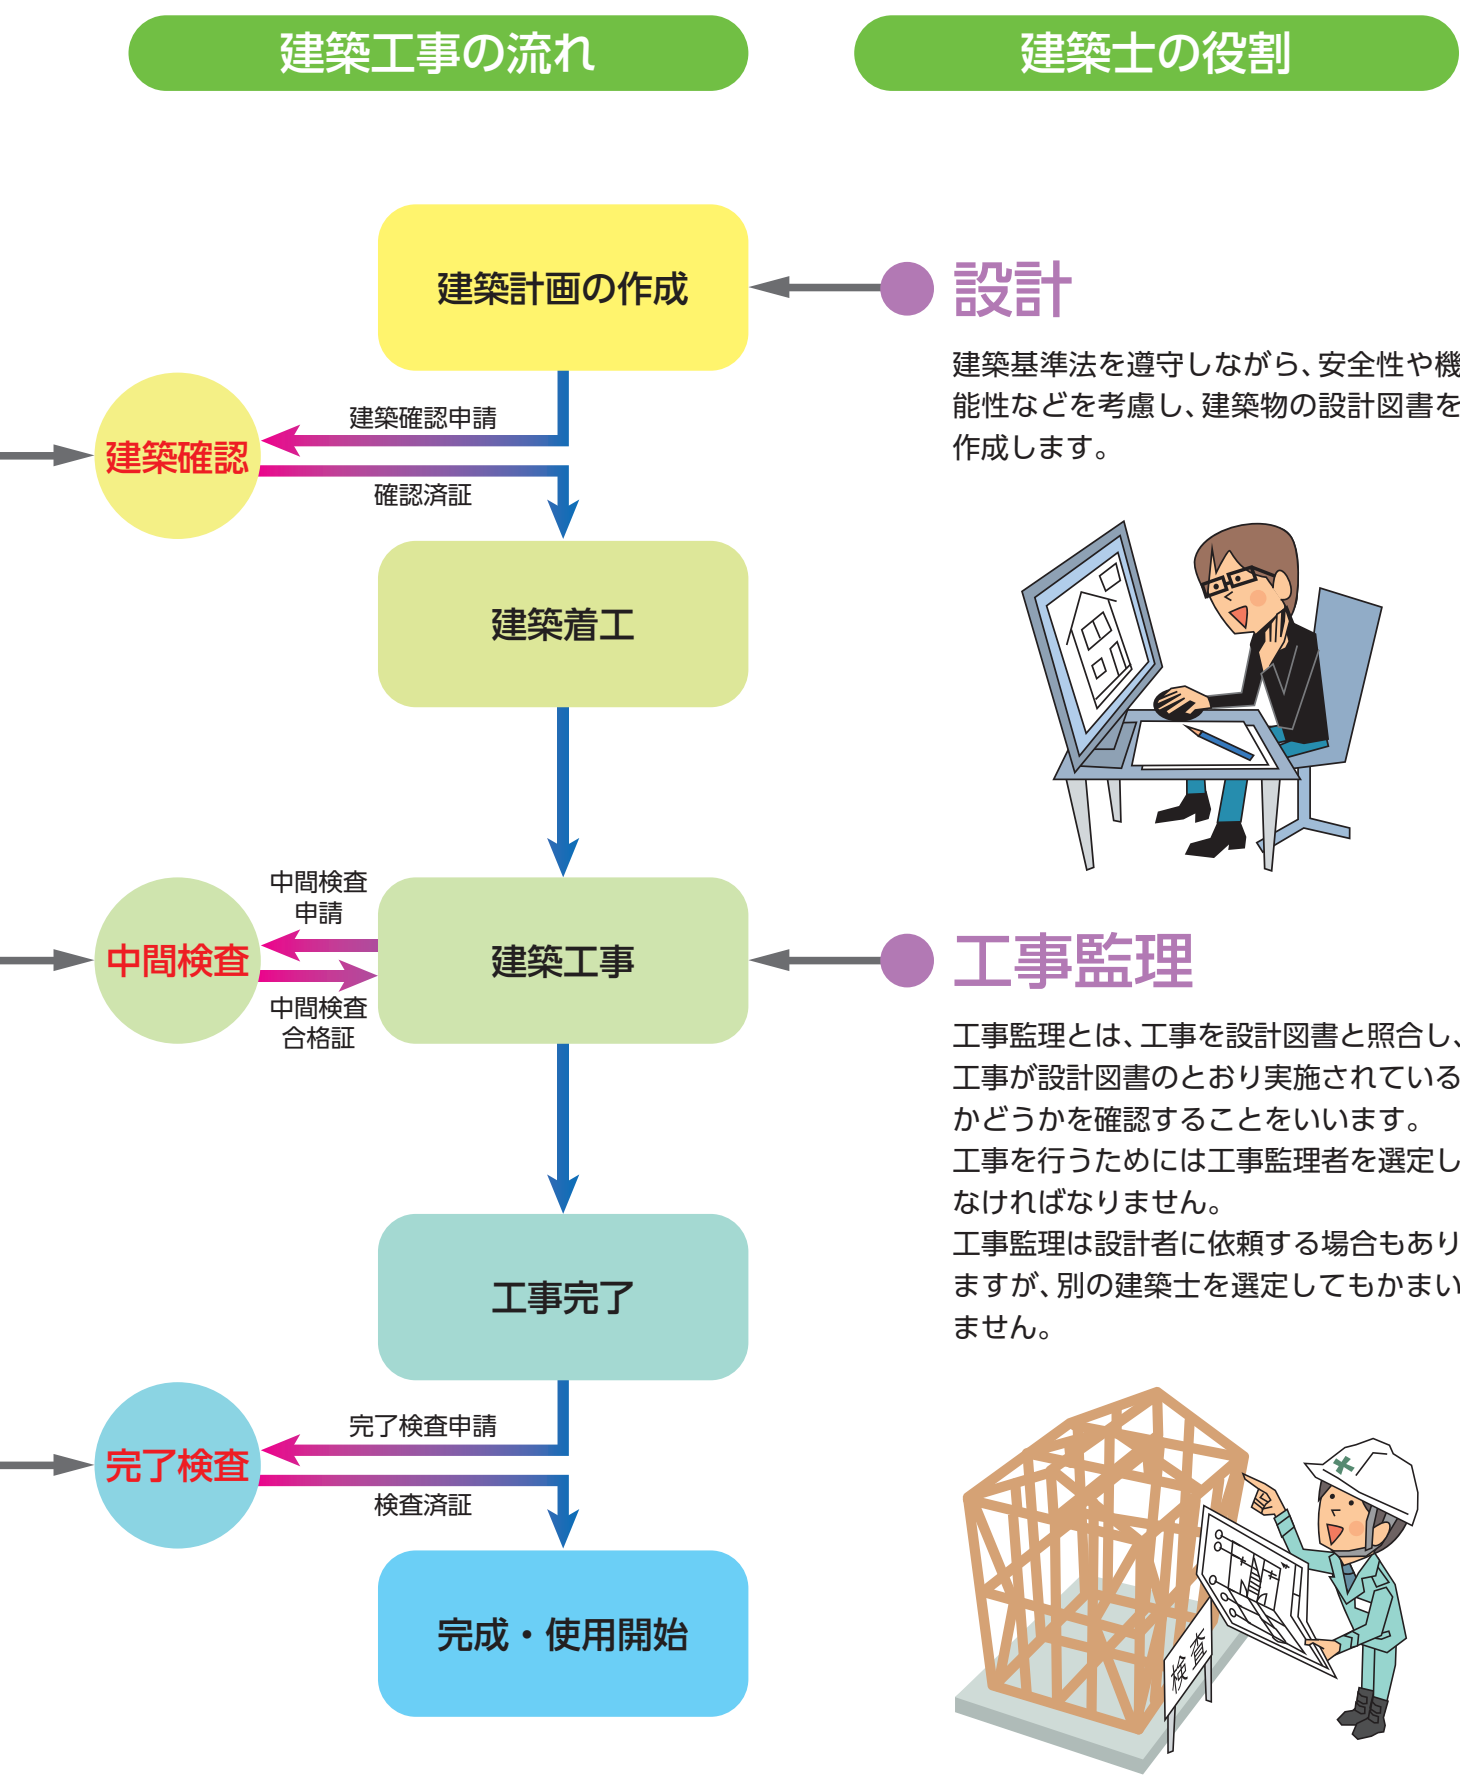 建築工事の流れ
建築計画の作成
建築確認申請
建築確認
確認済証
建築着工
中間検査
申請
中間検査
建築工事
中間検査
合格証
工事完了
完了検査申請
完了検査
検査済証
完成・使用開始
建築士の役割
設計
建築基準法を遵守しながら、安全性や機
能性などを考慮し、建築物の設計図書を
作成します。
工事監理
工事監理とは、工事を設計図書と照合し、
工事が設計図書のとおり実施されている
かどうかを確認することをいいます。
工事を行うためには工事監理者を選定し
なければなりません。
工事監理は設計者に依頼する場合もあり
ますが、別の建築士を選定してもかまい
ません。
検査